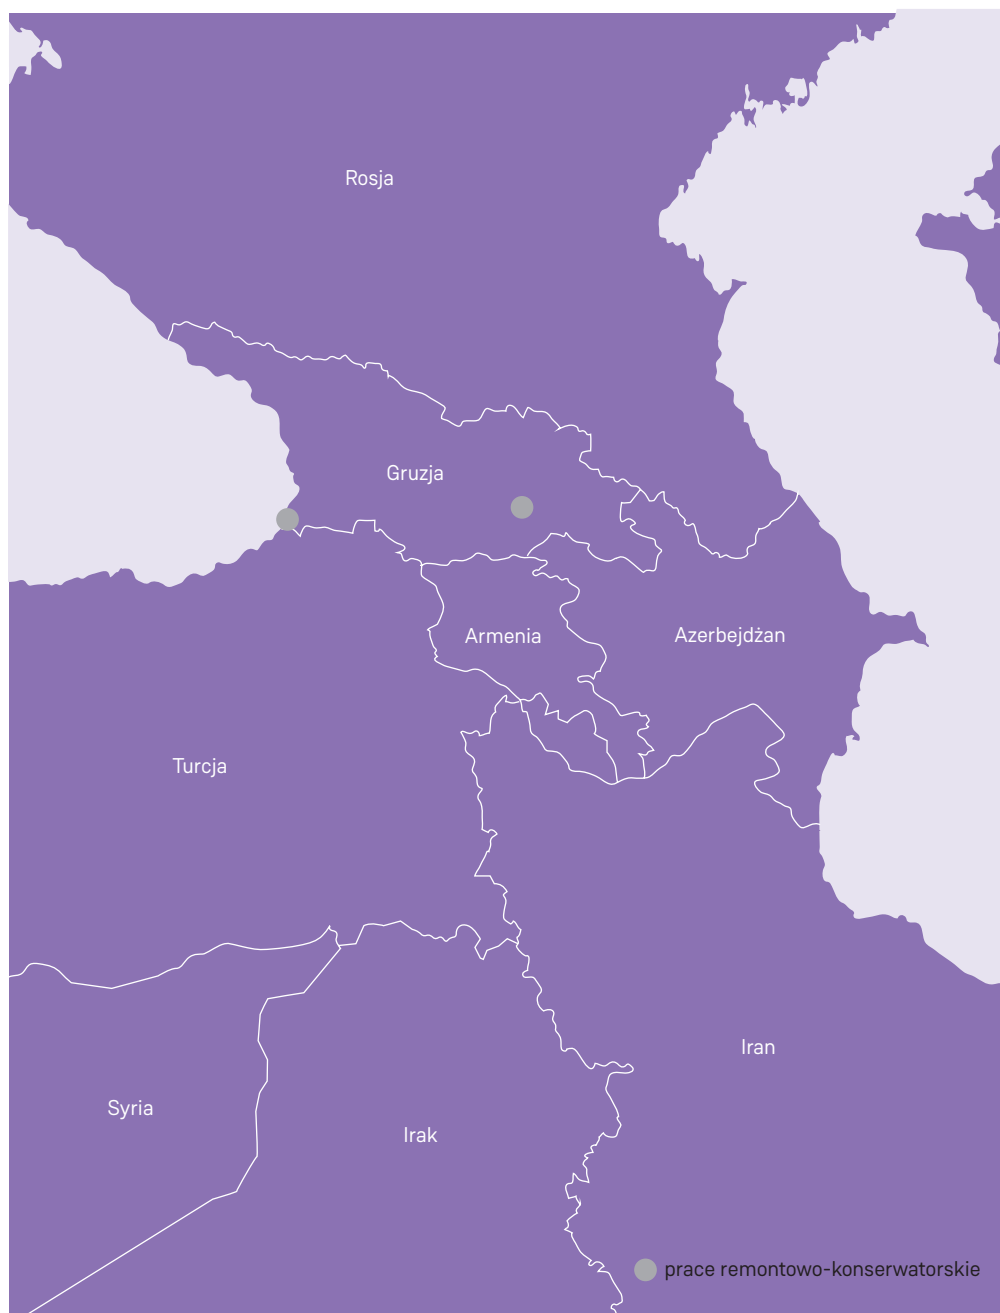 Rosja
Gruzja
Armenia
Azerbejdżan
Turcja
Iran
Syria
Irak
prace remontowo-konserwatorskie